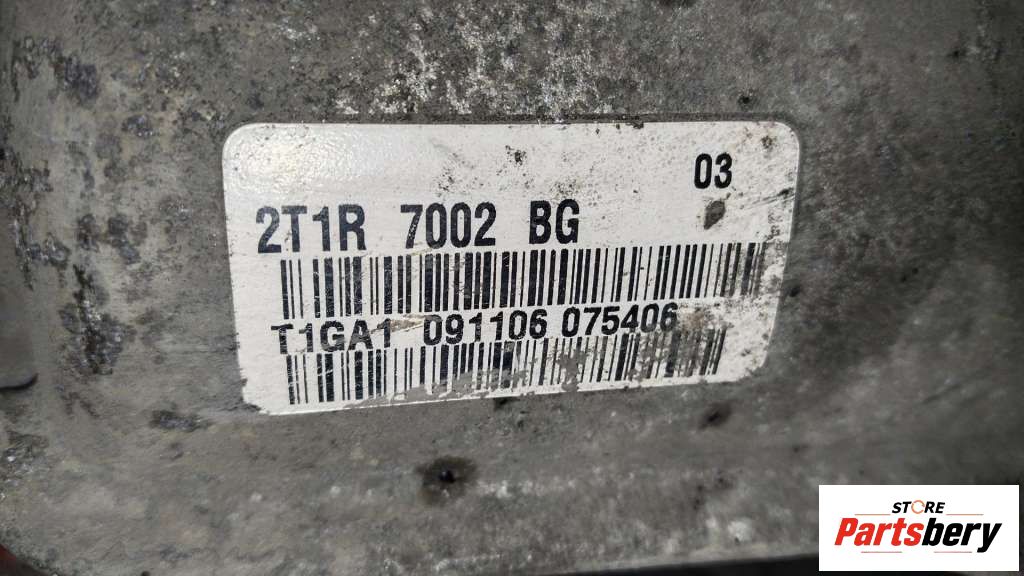 03
2T1R 7002 BG
T1GA1 091106 075406
STORE
Partsbery